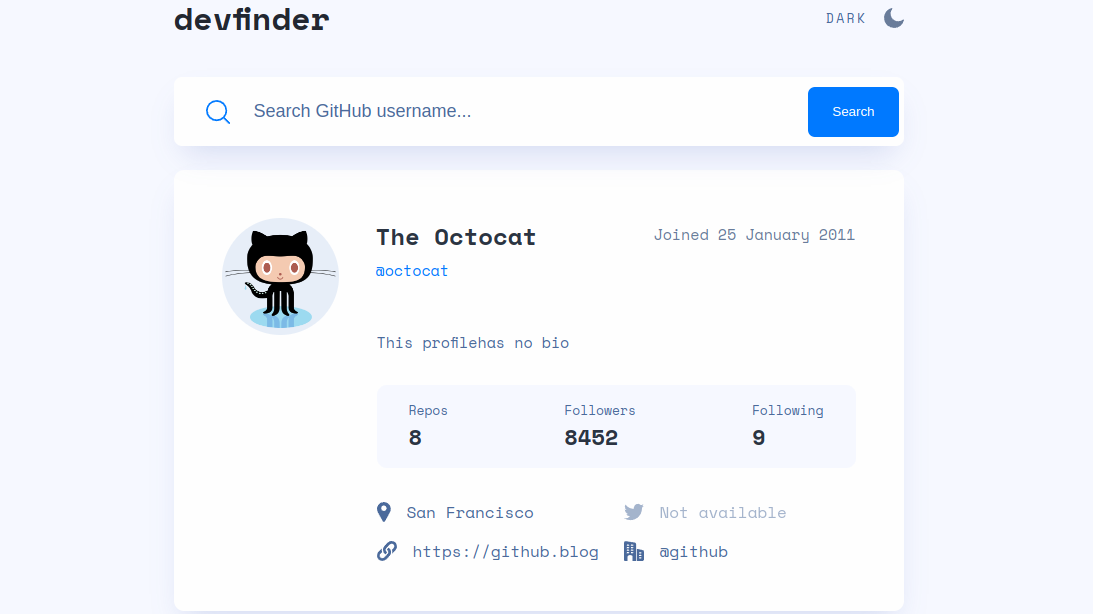 devfinder
DARK
Search GitHub username...
Search
The Octocat
Joined 25 January 2011
@octocat
This profilehas no bio
Repos
Followers
Following
8
8452
9
San Francisco
Not available
https://github.blog
@github